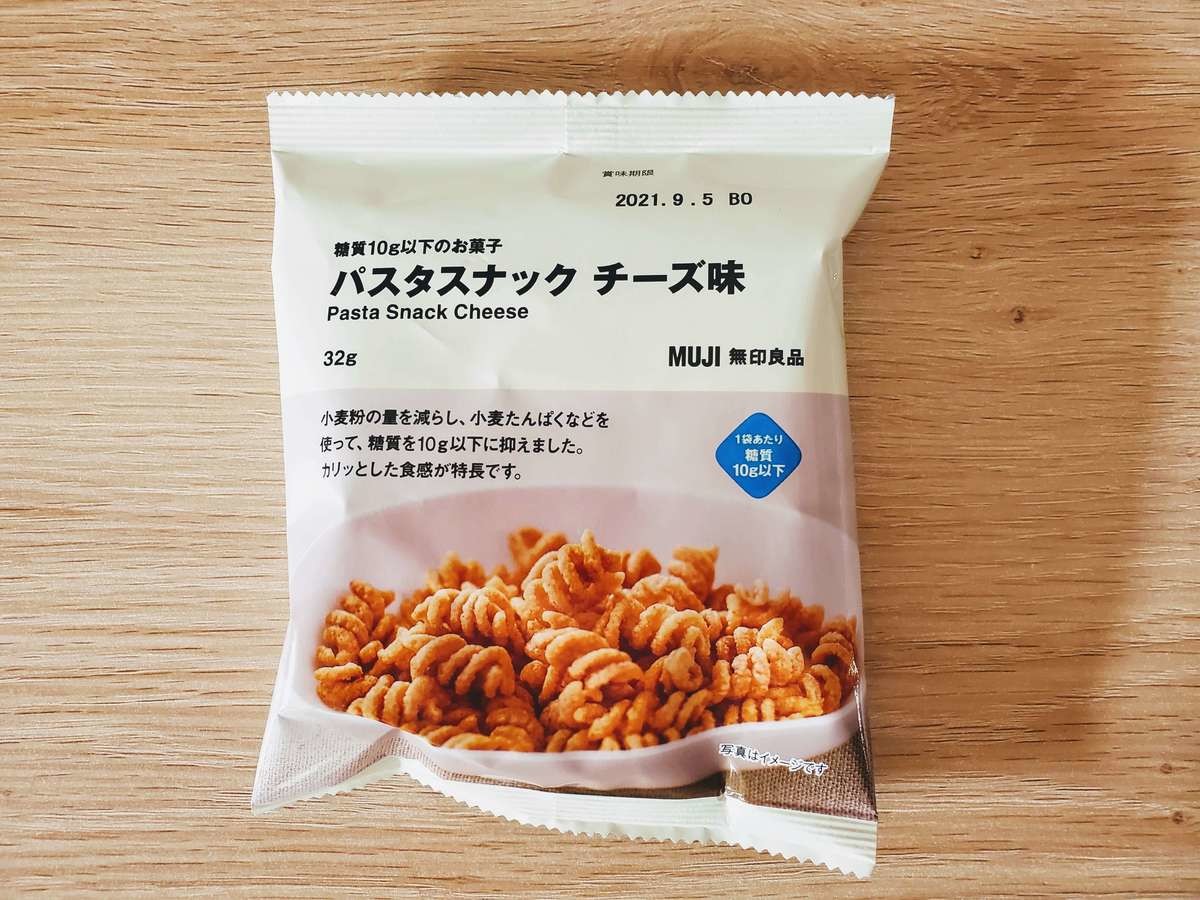 賞味期限
2021.9.5 BO
糖質10g以下のお菓子
パスタスナック チーズ味
Pasta Snack Cheese
32g
MUJI 無印良品
小麦粉の量を減らし、小麦たんぱくなどを
使って、糖質を10g以下に抑えました。
カリッとした食感が特長です。
1袋あたり
糖質
10g以下
写真はイメージです